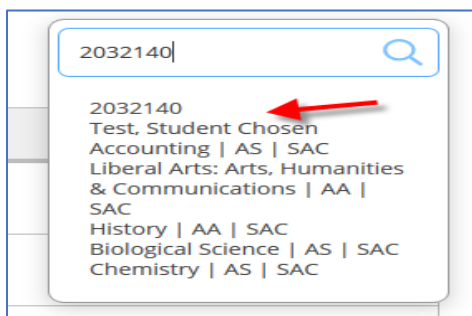 2032140
2032140
Test, Student Chosen
Accounting | AS | SAC
Liberal Arts: Arts, Humanities
& Communications | AA |
SAC
History | AA | SAC
Biological Science | AS | SAC
Chemistry | AS | SAC